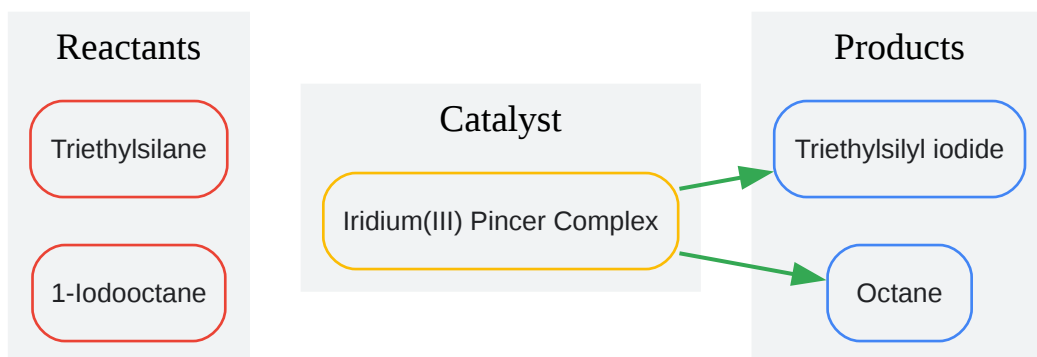 Reactants
Triethylsilane
1-Iodooctane
Catalyst
Iridium(III) Pincer Complex
Products
Triethylsilyl iodide
Octane